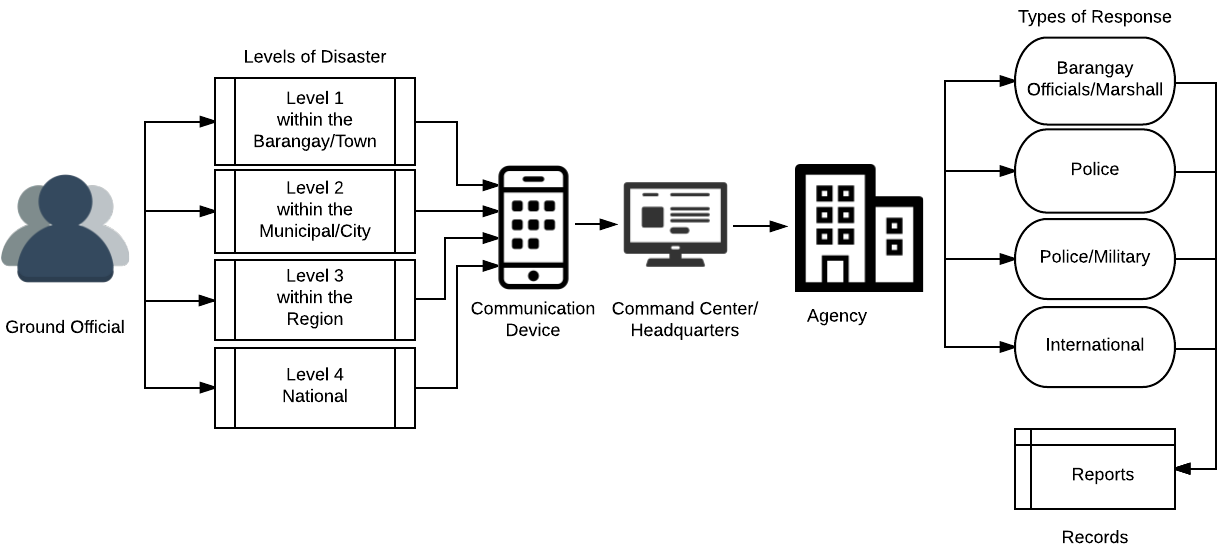 Types of Response
Levels of Disaster
Level 1
within the
Barangay/Town
Level 2
within the
Municipal/City
Level 3
within the
Region
Level 4
National
Ground Official
Communication
Device
Command Center/
Headquarters
Agency
Barangay
Officials/Marshall
Police
Police/Military
International
Reports
Records